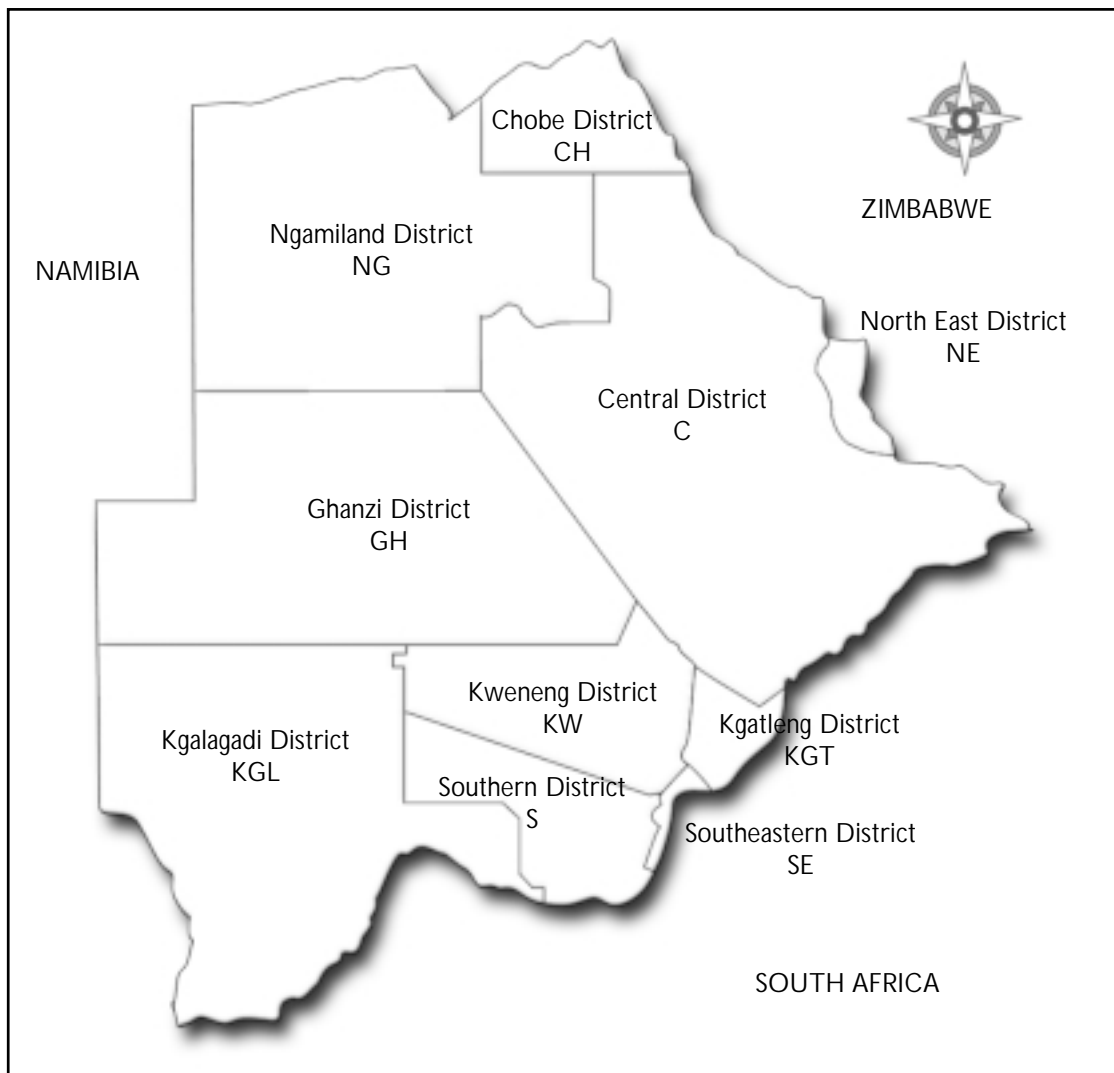 Chobe District
CH
ZIMBABWE
Ngamiland District
NG
NAMIBIA
North East District
NE
Central District
C
Ghanzi District
GH
Kweneng District
KW
Kgatleng District
KGT
Kgalagadi District
KGL
Southern District
S
Southeastern District
SE
SOUTH AFRICA